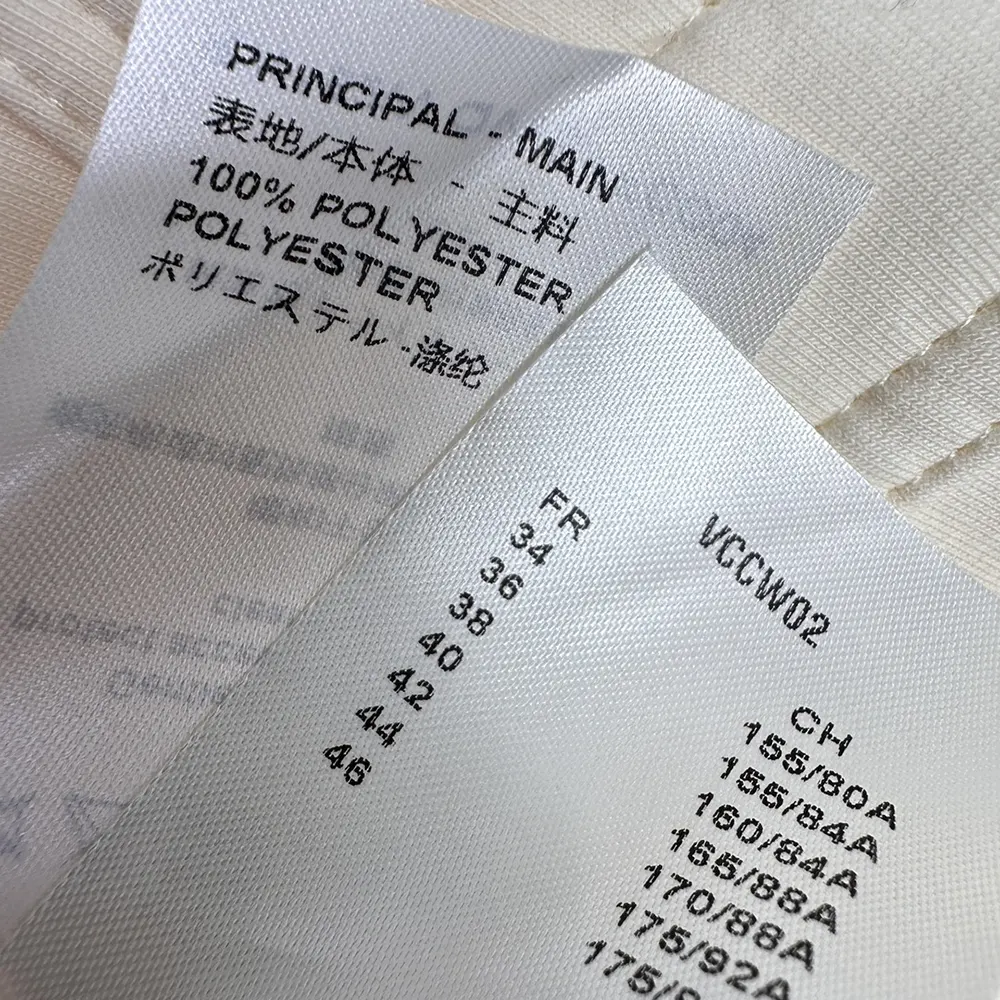 PRINCIPAL - MAIN
表地/本体 - 主料
100% POLYESTER
POLYESTER
ポリエステル -涤纶
FR
34
36
38
40
42
44
46
VCCW02
CH
155/80A
155/84A
160/84A
165/88A
170/88A
175/92A